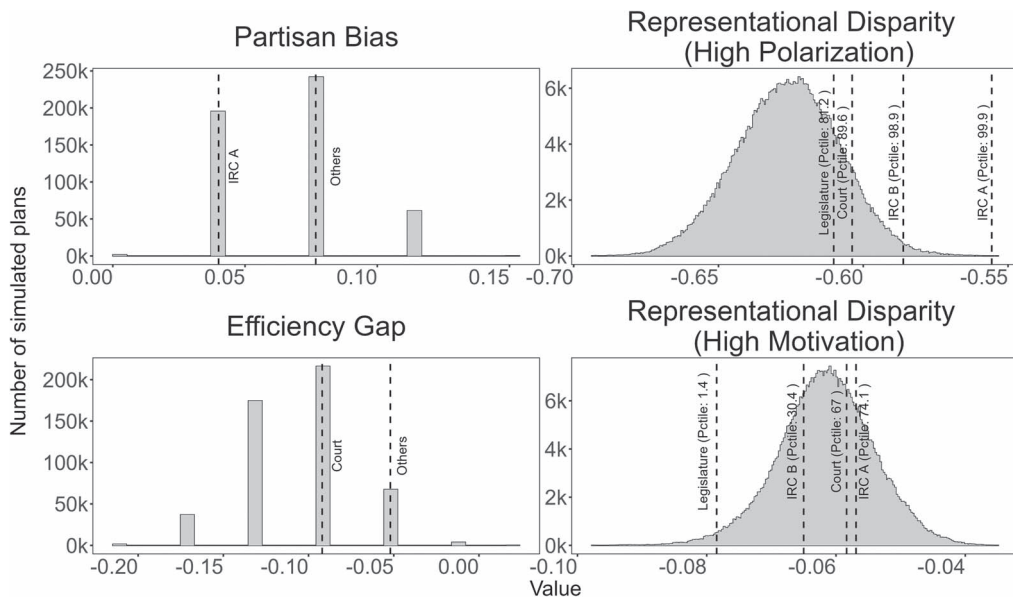 Partisan Bias
Representational Disparity
(High Polarization)
Number of simulated plans
250k
200k
150k
100k
50k
0k
IRC A
Others
0.00
0.05
0.10
0.15
6k
4k
2k
0k
Legislature (Pctile: 81.2 )
Court (Pctile: 89.6 )
IRC B (Pctile: 98.9 )
IRC A (Pctile: 99.9 )
-0.70
-0.65
-0.60
-0.55
Efficiency Gap
Representational Disparity
(High Motivation)
200k
150k
100k
50k
0k
Court
Others
-0.20
-0.15
-0.10
-0.05
0.00
6k
4k
2k
0k
Legislature (Pctile: 1.4 )
IRC B (Pctile: 30.4 )
Court (Pctile: 67 )
IRC A (Pctile: 74.1 )
-0.10
-0.08
-0.06
-0.04
Value